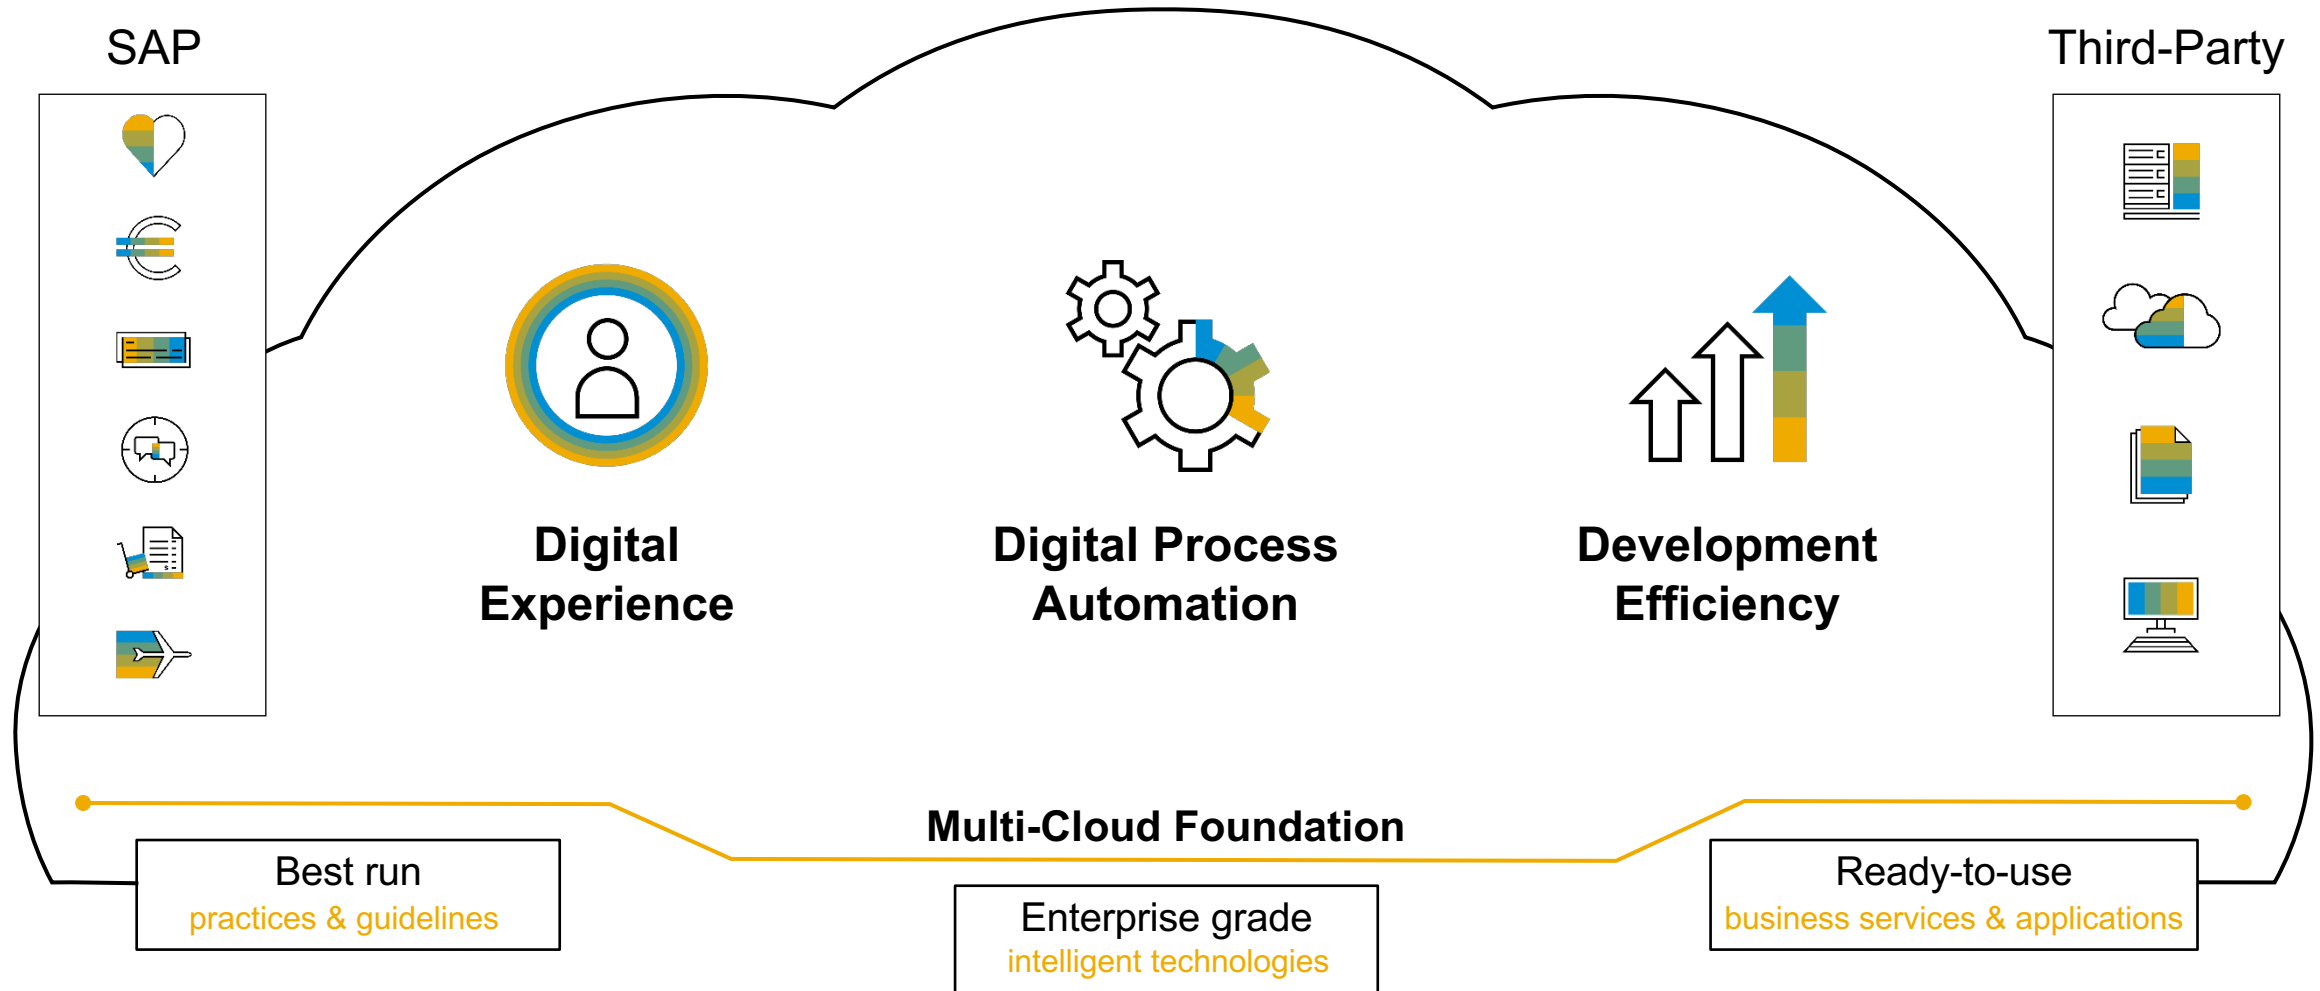 SAP
Third-Party
Digital
Experience
Digital Process
Automation
Development
Efficiency
Multi-Cloud Foundation
Best run
practices & guidelines
Enterprise grade
intelligent technologies
Ready-to-use
business services & applications